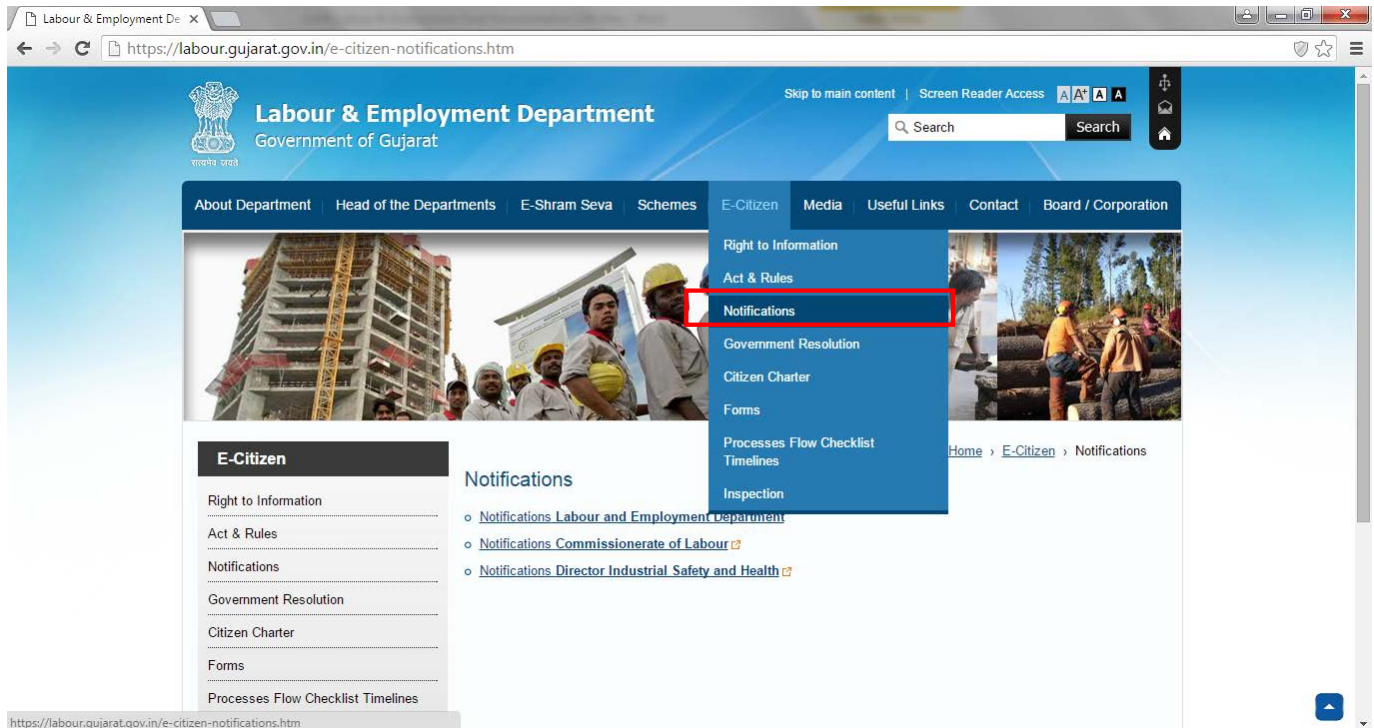 Labour & Employment De
https://labour.gujarat.gov.in/e-citizen-notifications.htm
Skip to main content | Screen Reader Access A A+ A A
Labour & Employment Department
Government of Gujarat
सत्यमेव जयते
Search Search
About Department Head of the Departments E-Shram Seva Schemes E-Citizen Media Useful Links Contact Board / Corporation
Right to Information
Act & Rules
Notifications
Government Resolution
Citizen Charter
Forms
Processes Flow Checklist
Timelines
Inspection
Home › E-Citizen › Notifications
E-Citizen
Right to Information
Act & Rules
Notifications
Government Resolution
Citizen Charter
Forms
Processes Flow Checklist Timelines
Notifications
Notifications Labour and Employment Department
Notifications Commissionerate of Labour
Notifications Director Industrial Safety and Health
https://labour.gujarat.gov.in/e-citizen-notifications.htm